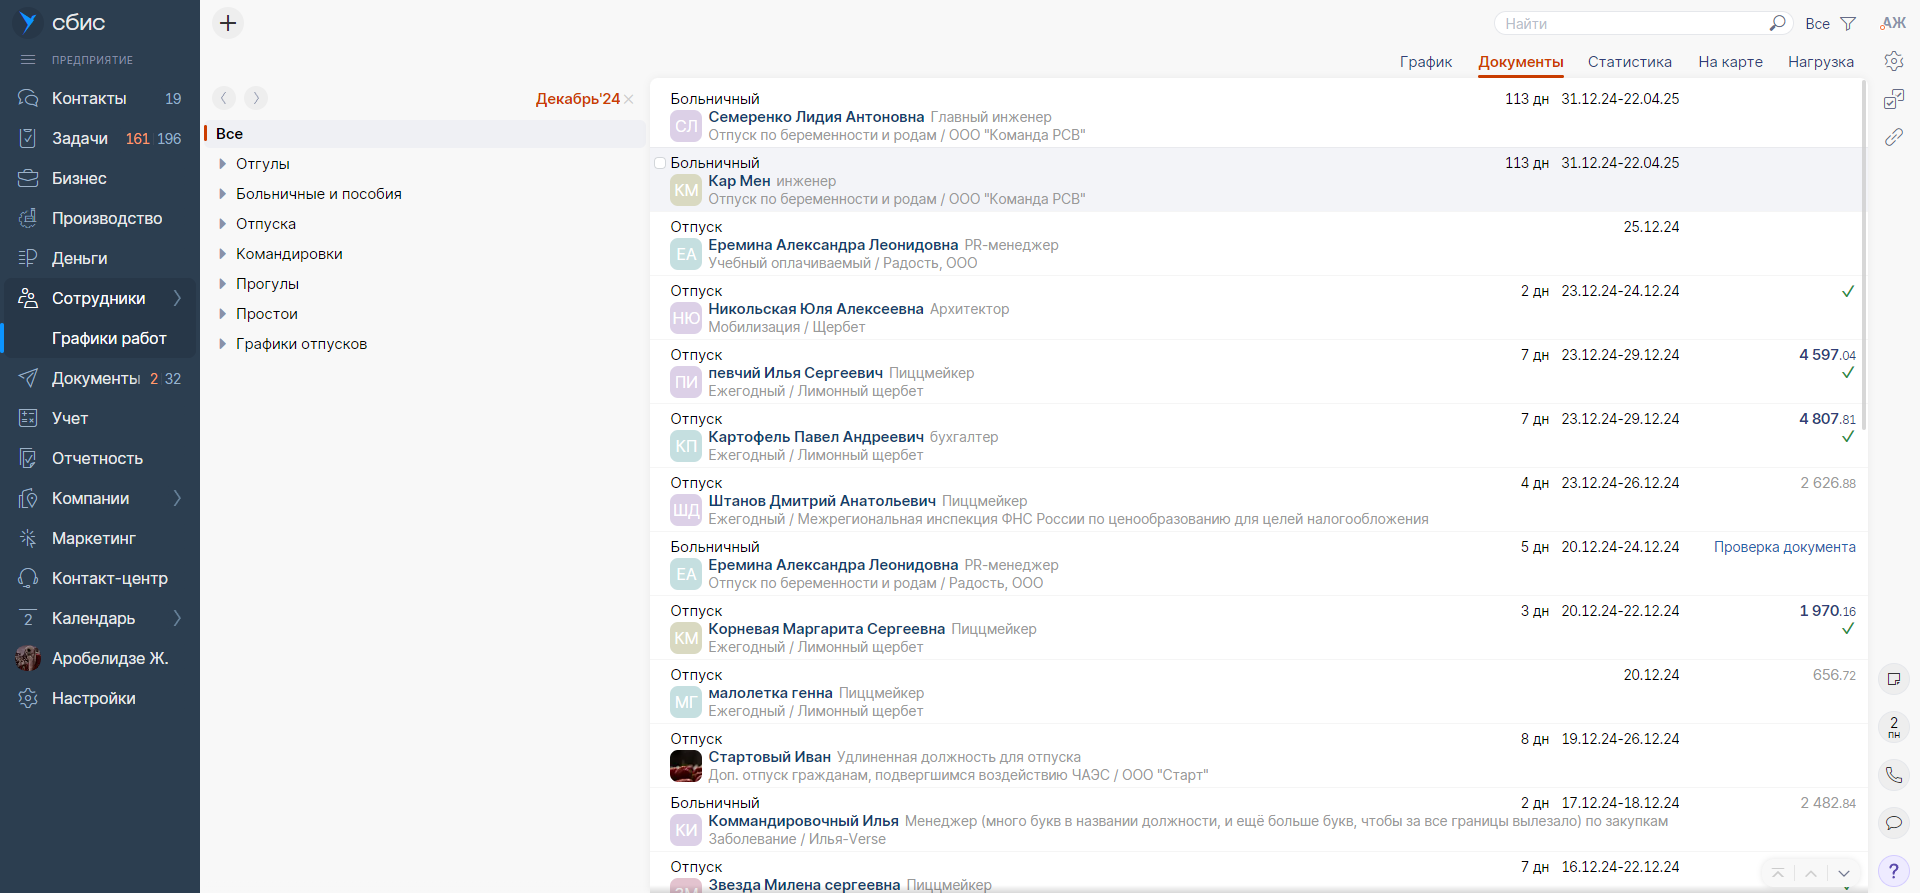 сбис
ПРЕДПРИЯТИЕ
Контакты 19
Задачи 161 196
Бизнес
Производство
Деньги
Сотрудники
Графики работ
Документы 2 32
Учет
Отчетность
Компании
Маркетинг
Контакт-центр
2 Календарь
Аробелидзе Ж.
Настройки
Найти Все АЖ
График Документы Статистика На карте Нагрузка
Декабрь'24
Все
Отгулы
Больничные и пособия
Отпуска
Командировки
Прогулы
Простои
Графики отпусков
Больничный 113 дн 31.12.24-22.04.25
СЛ Семеренко Лидия Антоновна Главный инженер
Отпуск по беременности и родам / ООО "Команда РСВ"
Больничный 113 дн 31.12.24-22.04.25
КМ Кар Мен инженер
Отпуск по беременности и родам / ООО "Команда РСВ"
Отпуск 25.12.24
ЕА Еремина Александра Леонидовна PR-менеджер
Учебный оплачиваемый / Радость, ООО
Отпуск 2 дн 23.12.24-24.12.24
НЮ Никольская Юля Алексеевна Архитектор
Мобилизация / Щербет
Отпуск 7 дн 23.12.24-29.12.24 4 597.04
ПИ певчий Илья Сергеевич Пиццмейкер
Ежегодный / Лимонный щербет
Отпуск 7 дн 23.12.24-29.12.24 4 807.81
КП Картофель Павел Андреевич бухгалтер
Ежегодный / Лимонный щербет
Отпуск 4 дн 23.12.24-26.12.24 2 626.88
ШД Штанов Дмитрий Анатольевич Пиццмейкер
Ежегодный / Межрегиональная инспекция ФНС России по ценообразованию для целей налогообложения
Больничный 5 дн 20.12.24-24.12.24 Проверка документа
ЕА Еремина Александра Леонидовна PR-менеджер
Отпуск по беременности и родам / Радость, ООО
Отпуск 3 дн 20.12.24-22.12.24 1 970.16
КМ Корневая Маргарита Сергеевна Пиццмейкер
Ежегодный / Лимонный щербет
Отпуск 20.12.24 656.72
МГ малолетка генна Пиццмейкер
Ежегодный / Лимонный щербет
Отпуск 8 дн 19.12.24-26.12.24
Стартовый Иван Удлиненная должность для отпуска
Доп. отпуск гражданам, подвергшимся воздействию ЧАЭС / ООО "Старт"
Больничный 2 дн 17.12.24-18.12.24 2 482.84
КИ Коммандировочный Илья Менеджер (много букв в названии должности, и ещё больше букв, чтобы за все границы вылезало) по закупкам
Заболевание / Илья-Verse
Отпуск 7 дн 16.12.24-22.12.24
ЗМ Звезда Милена сергеевна Пиццмейкер
2
ПН
?